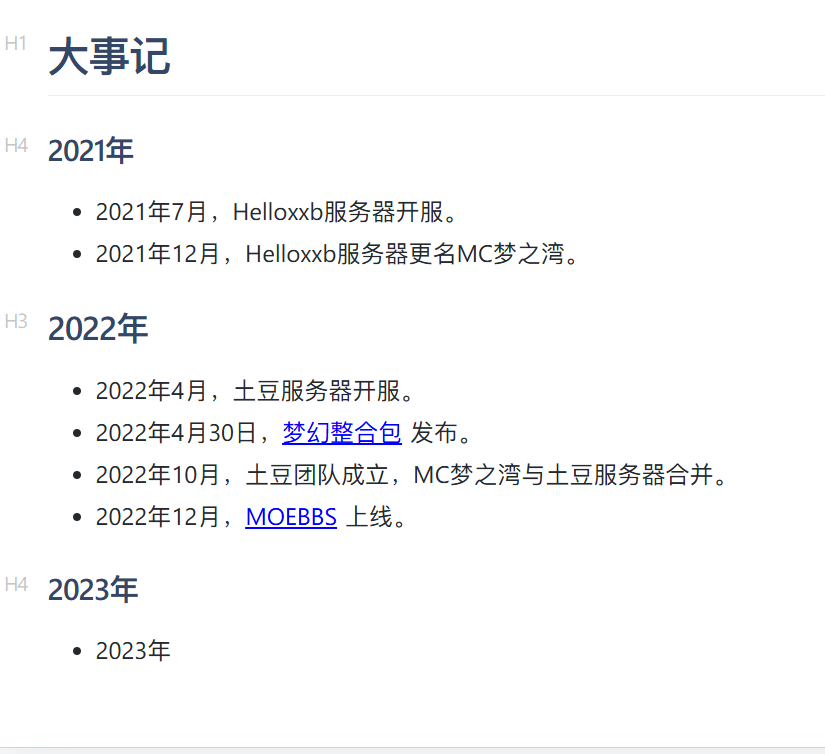 H1 大事记
H4 2021年
2021年7月，Helloxxb服务器开服。
2021年12月，Helloxxb服务器更名MC梦之湾。
H3 2022年
2022年4月，土豆服务器开服。
2022年4月30日，梦幻整合包 发布。
2022年10月，土豆团队成立，MC梦之湾与土豆服务器合并。
2022年12月，MOEBBS 上线。
H4 2023年
2023年